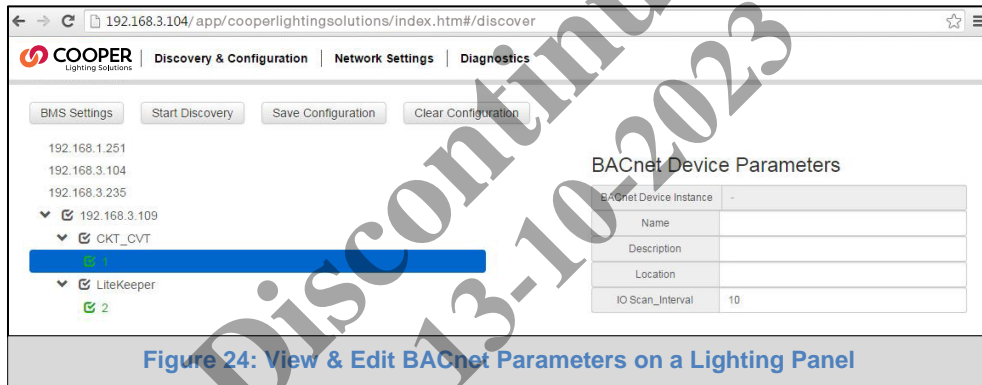 192.168.3.104/app/cooperlightingsolutions/index.htm#/discover
COOPER
Lighting Solutions
Discovery & Configuration | Network Settings | Diagnostics
BMS Settings Start Discovery Save Configuration Clear Configuration
192.168.1.251
192.168.3.104
192.168.3.235
192.168.3.109
CKT_CVT
1
LiteKeeper
2
BACnet Device Parameters
BACnet Device Instance -
Name
Description
Location
IO Scan_Interval 10
Discontinu
13-10-2023
Figure 24: View & Edit BACnet Parameters on a Lighting Panel